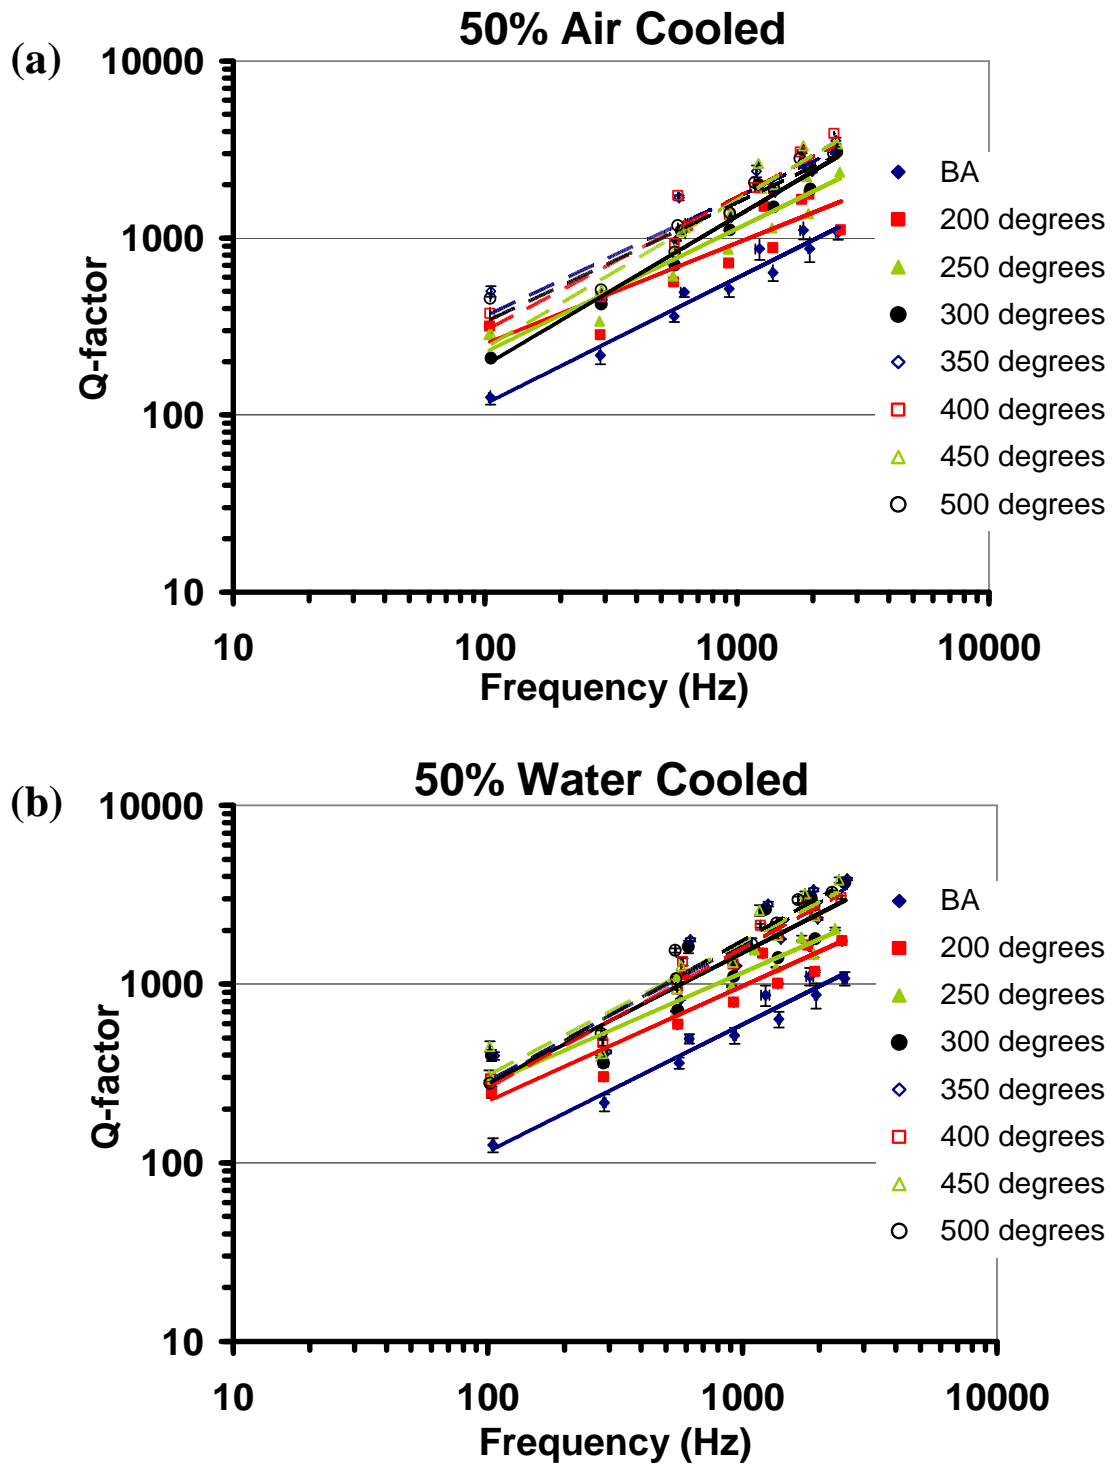 (a)
50% Air Cooled
10000
1000
100
10
Q-factor
10
100
1000
10000
Frequency (Hz)
BA
200 degrees
250 degrees
300 degrees
350 degrees
400 degrees
450 degrees
500 degrees
(b)
50% Water Cooled
10000
1000
100
10
Q-factor
10
100
1000
10000
Frequency (Hz)
BA
200 degrees
250 degrees
300 degrees
350 degrees
400 degrees
450 degrees
500 degrees